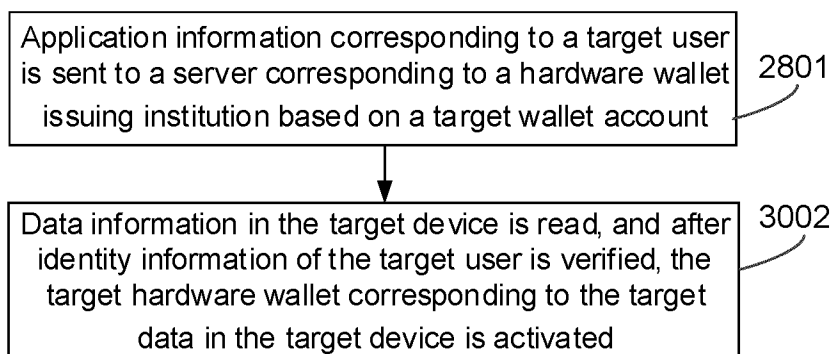 Application information corresponding to a target user
is sent to a server corresponding to a hardware wallet
issuing institution based on a target wallet account
2801
Data information in the target device is read, and after
identity information of the target user is verified, the
target hardware wallet corresponding to the target
data in the target device is activated
3002